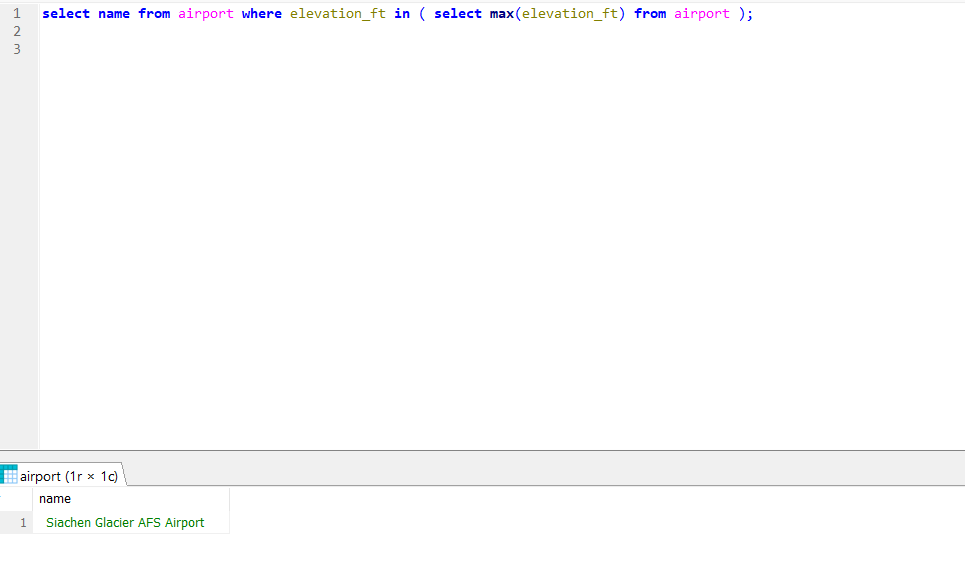 1 select name from airport where elevation_ft in ( select max(elevation_ft) from airport );
2
3
airport (1r × 1c)
name
1 Siachen Glacier AFS Airport